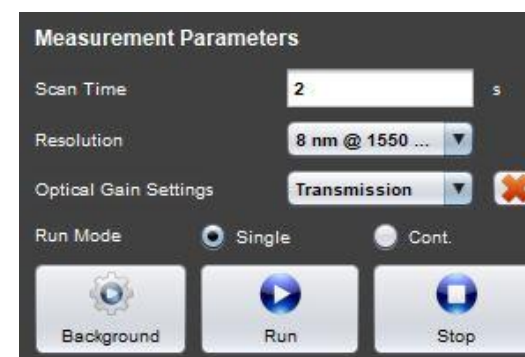 Measurement Parameters
Scan Time 2 s
Resolution 8 nm @ 1550 ...
Optical Gain Settings Transmission
Run Mode Single Cont.
Background Run Stop